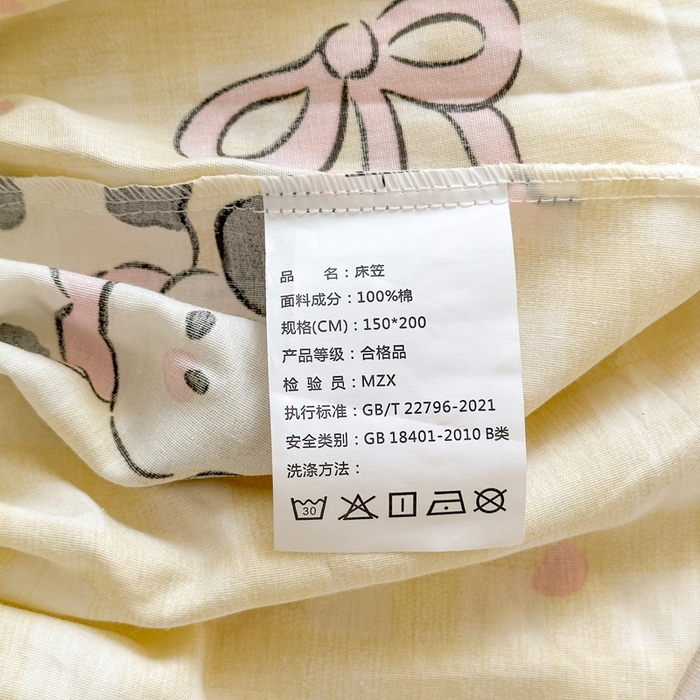 品 名：床笠
面料成分：100%棉
规格(CM)：150*200
产品等级：合格品
检 验 员：MZX
执行标准：GB/T 22796-2021
安全类别：GB 18401-2010 B类
洗涤方法：
30